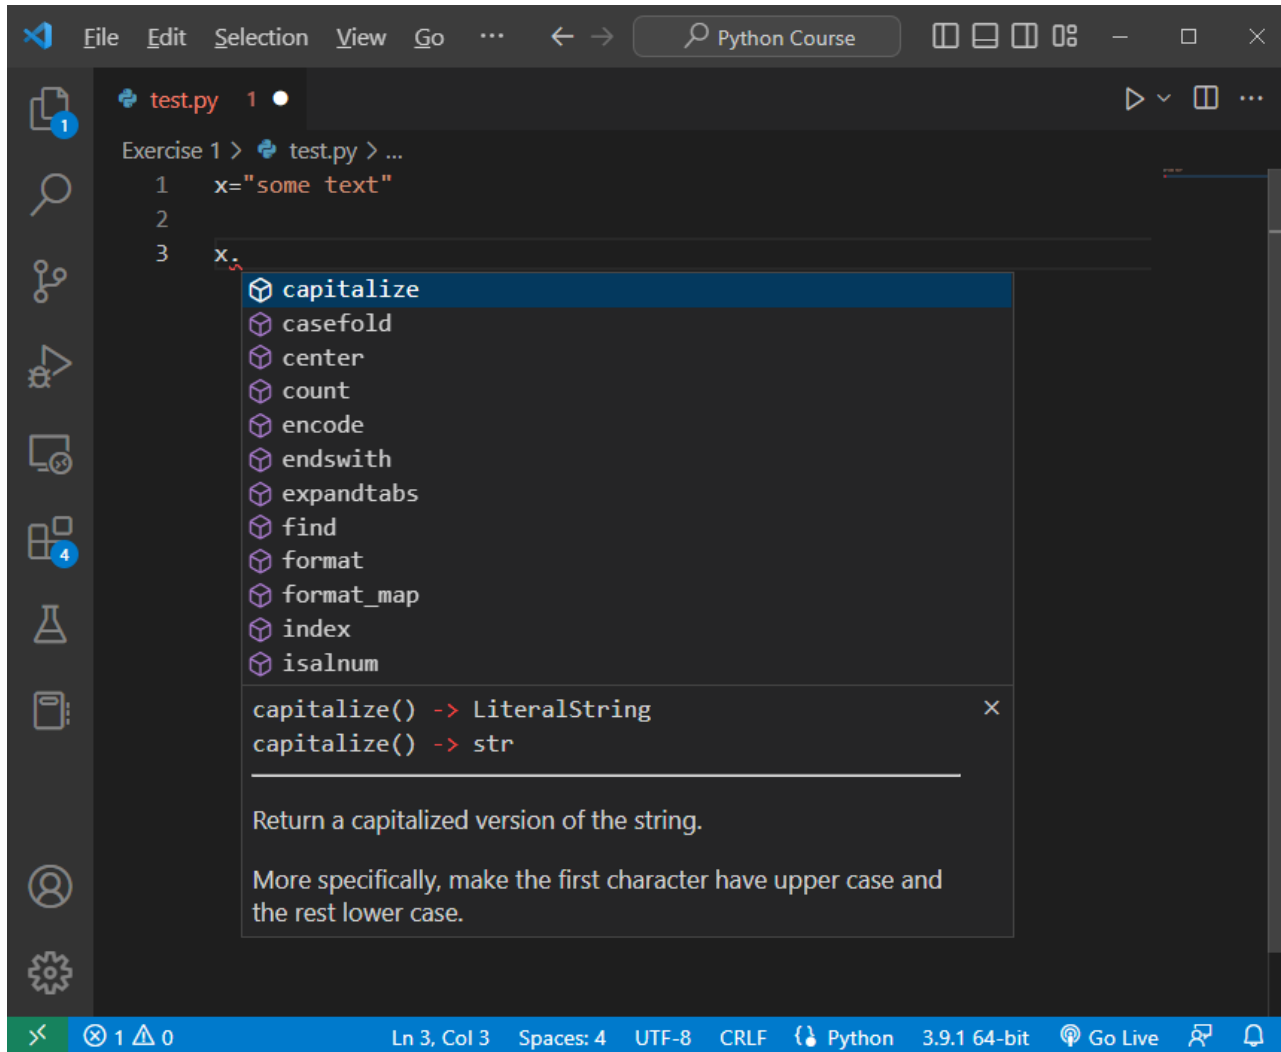 File Edit Selection View Go ··· Python Course
test.py 1
Exercise 1 > test.py > ...
1 x="some text"
2
3 x.
capitalize
casefold
center
count
encode
endswith
expandtabs
find
format
format_map
index
isalnum
capitalize() -> LiteralString
capitalize() -> str
Return a capitalized version of the string.
More specifically, make the first character have upper case and
the rest lower case.
1
4
1 0 Ln 3, Col 3 Spaces: 4 UTF-8 CRLF Python 3.9.1 64-bit Go Live